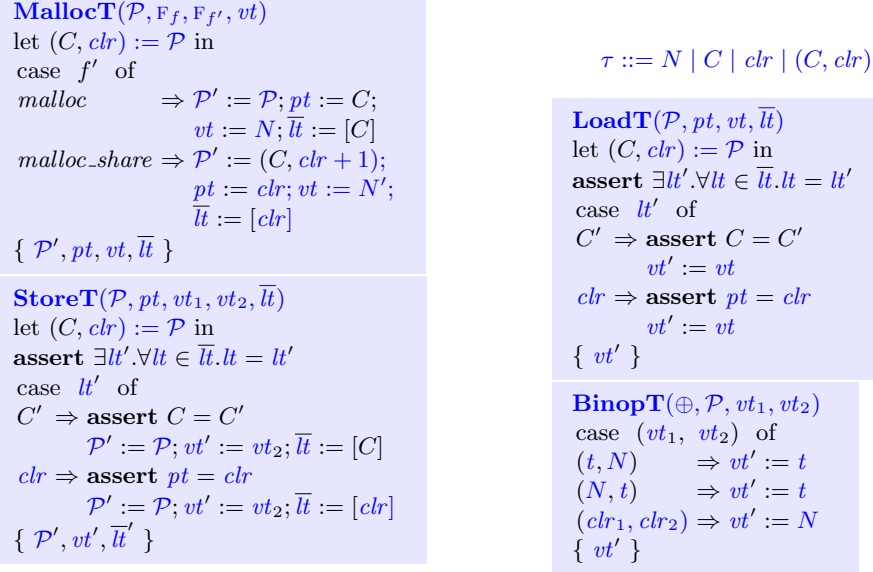 MallocT(𝒫, F_f, F_f′, vt)
let (C, clr) := 𝒫 in
case f′ of
malloc ⇒ 𝒫′ := 𝒫; pt := C;
vt := N; l̅t̅ := [C]
malloc_share ⇒ 𝒫′ := (C, clr + 1);
pt := clr; vt := N′;
l̅t̅ := [clr]
{ 𝒫′, pt, vt, l̅t̅ }
StoreT(𝒫, pt, vt₁, vt₂, l̅t̅)
let (C, clr) := 𝒫 in
assert ∃lt′.∀lt ∈ l̅t̅.lt = lt′
case lt′ of
C′ ⇒ assert C = C′
𝒫′ := 𝒫; vt′ := vt₂; l̅t̅ := [C]
clr ⇒ assert pt = clr
𝒫′ := 𝒫; vt′ := vt₂; l̅t̅ := [clr]
{ 𝒫′, vt′, l̅t̅′ }
τ ::= N | C | clr | (C, clr)
LoadT(𝒫, pt, vt, l̅t̅)
let (C, clr) := 𝒫 in
assert ∃lt′.∀lt ∈ l̅t̅.lt = lt′
case lt′ of
C′ ⇒ assert C = C′
vt′ := vt
clr ⇒ assert pt = clr
vt′ := vt
{ vt′ }
BinopT(⊕, 𝒫, vt₁, vt₂)
case (vt₁, vt₂) of
(t, N) ⇒ vt′ := t
(N, t) ⇒ vt′ := t
(clr₁, clr₂) ⇒ vt′ := N
{ vt′ }